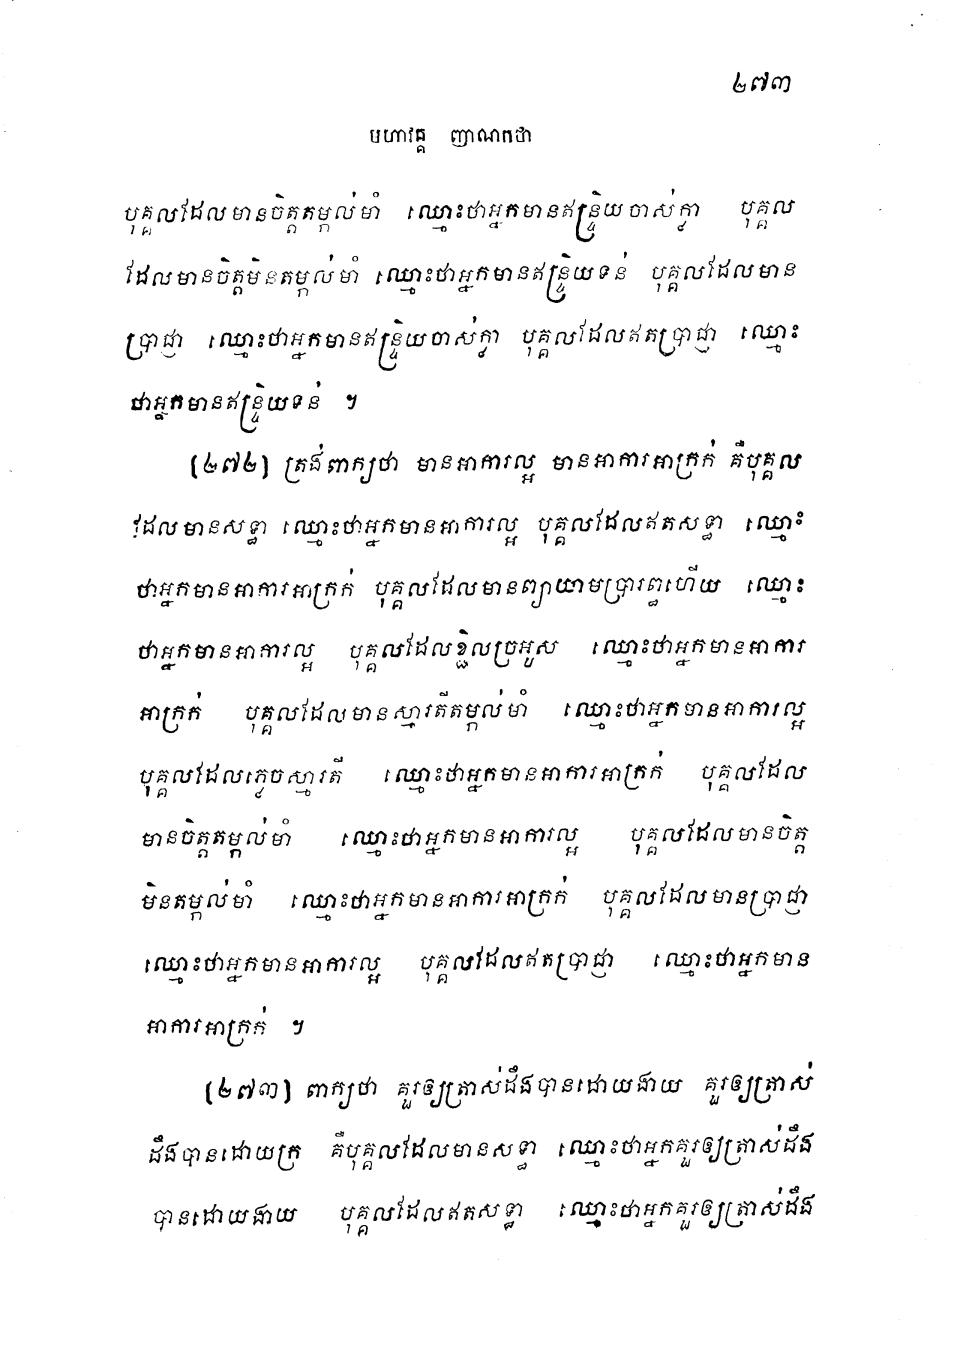 ២៧៣
មហាវគ្គ ញាណកថា
បុគ្គលដែលមានចិត្តតម្កល់មាំ ឈ្មោះថាអ្នកមានឥន្ទ្រិយចាស់ក្លា បុគ្គល
ដែលមានចិត្តមិនតម្កល់មាំ ឈ្មោះថាអ្នកមានឥន្ទ្រិយទន់ បុគ្គលដែលមាន
ប្រាជ្ញា ឈ្មោះថាអ្នកមានឥន្ទ្រិយចាស់ក្លា បុគ្គលដែលឥតប្រាជ្ញា ឈ្មោះ
ថាអ្នកមានឥន្ទ្រិយទន់ ។
(២៧២) ត្រង់ពាក្យថា មានអាការល្អ មានអាការអាក្រក់ គឺបុគ្គល
ដែលមានសទ្ធា ឈ្មោះថាអ្នកមានអាការល្អ បុគ្គលដែលឥតសទ្ធា ឈ្មោះ
ថាអ្នកមានអាការអាក្រក់ បុគ្គលដែលមានព្យាយាមប្រារព្ធហើយ ឈ្មោះ
ថាអ្នកមានអាការល្អ បុគ្គលដែលខ្ជិលច្រអូស ឈ្មោះថាអ្នកមានអាការ
អាក្រក់ បុគ្គលដែលមានស្មារតីតម្កល់មាំ ឈ្មោះថាអ្នកមានអាការល្អ
បុគ្គលដែលភ្លេចស្មារតី ឈ្មោះថាអ្នកមានអាការអាក្រក់ បុគ្គលដែល
មានចិត្តតម្កល់មាំ ឈ្មោះថាអ្នកមានអាការល្អ បុគ្គលដែលមានចិត្ត
មិនតម្កល់មាំ ឈ្មោះថាអ្នកមានអាការអាក្រក់ បុគ្គលដែលមានប្រាជ្ញា
ឈ្មោះថាអ្នកមានអាការល្អ បុគ្គលដែលឥតប្រាជ្ញា ឈ្មោះថាអ្នកមាន
អាការអាក្រក់ ។
(២៧៣) ពាក្យថា គួរឲ្យត្រាស់ដឹងបានដោយងាយ គួរឲ្យត្រាស់
ដឹងបានដោយក្រ គឺបុគ្គលដែលមានសទ្ធា ឈ្មោះថាអ្នកគួរឲ្យត្រាស់ដឹង
បានដោយងាយ បុគ្គលដែលឥតសទ្ធា ឈ្មោះថាអ្នកគួរឲ្យត្រាស់ដឹង